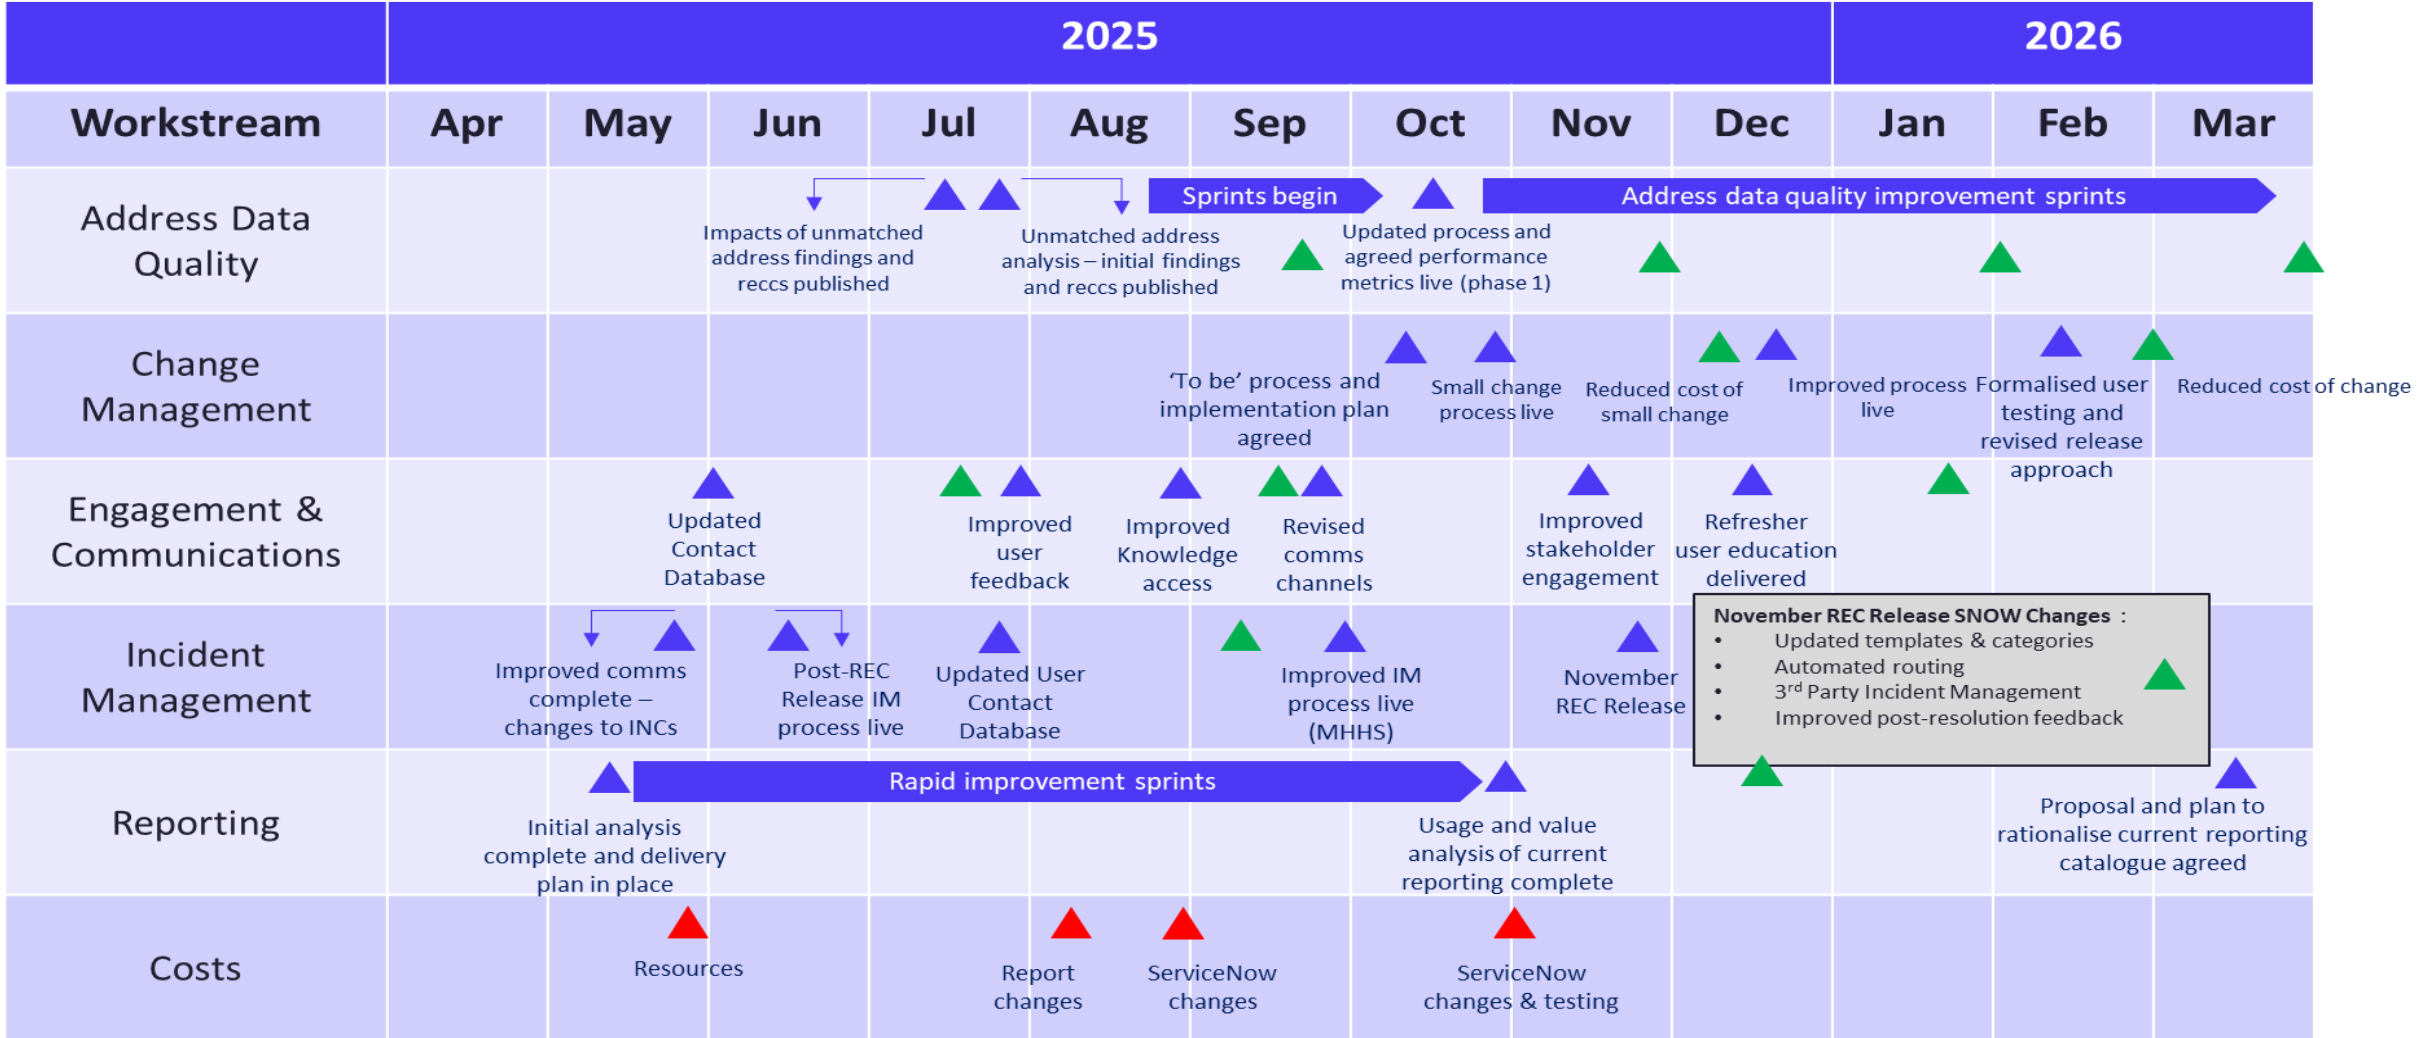 2025
2026
Workstream
Apr
May
Jun
Jul
Aug
Sep
Oct
Nov
Dec
Jan
Feb
Mar
Address Data
Quality
Impacts of unmatched
address findings and
reccs published
Unmatched address
analysis – initial findings
and reccs published
Sprints begin
Updated process and
agreed performance
metrics live (phase 1)
Address data quality improvement sprints
Change
Management
‘To be’ process and
implementation plan
agreed
Small change
process live
Reduced cost of
small change
Improved process
live
Formalised user
testing and
revised release
approach
Reduced cost of change
Engagement &
Communications
Updated
Contact
Database
Improved
user
feedback
Improved
Knowledge
access
Revised
comms
channels
Improved
stakeholder
engagement
Refresher
user education
delivered
Incident
Management
Improved comms
complete –
changes to INCs
Post-REC
Release IM
process live
Updated User
Contact
Database
Improved IM
process live
(MHHS)
November
REC Release
November REC Release SNOW Changes :
• Updated templates & categories
• Automated routing
• 3rd Party Incident Management
• Improved post-resolution feedback
Reporting
Initial analysis
complete and delivery
plan in place
Rapid improvement sprints
Usage and value
analysis of current
reporting complete
Proposal and plan to
rationalise current reporting
catalogue agreed
Costs
Resources
Report
changes
ServiceNow
changes
ServiceNow
changes & testing